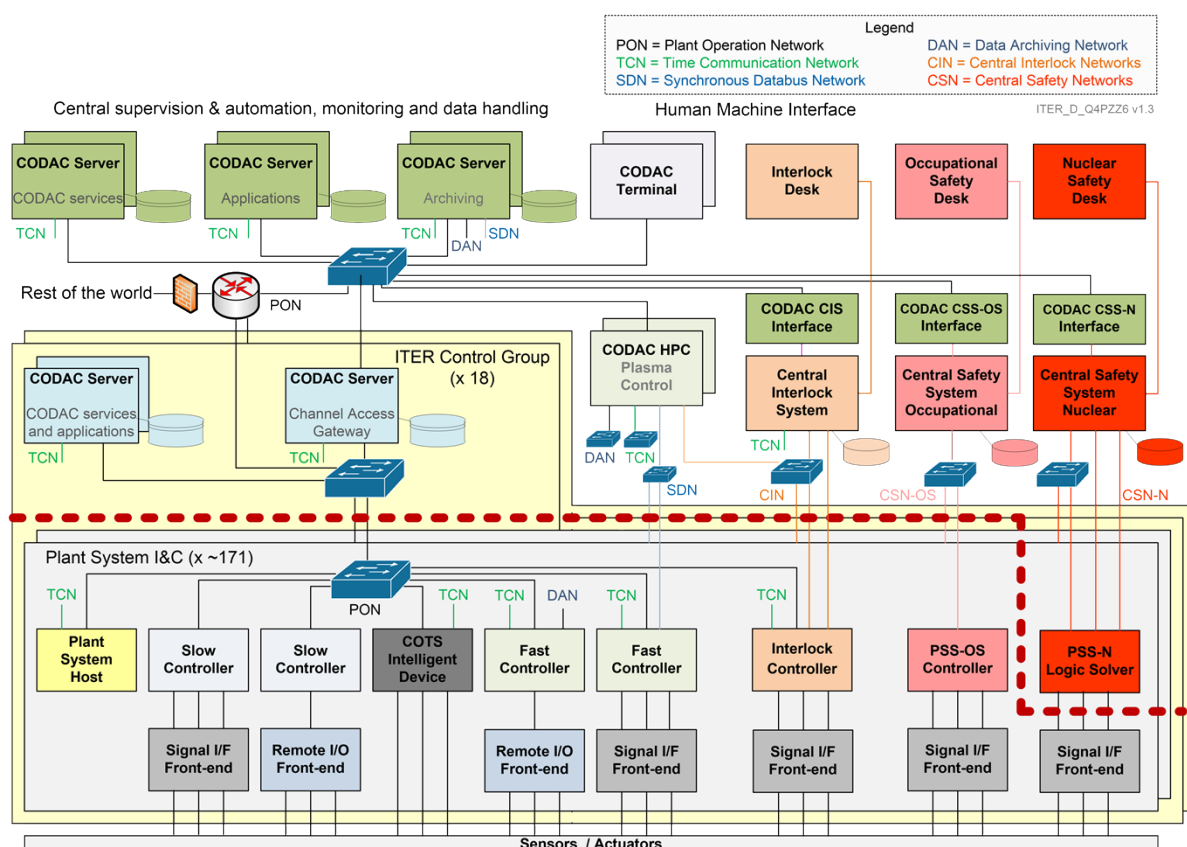 Legend
PON = Plant Operation Network
DAN = Data Archiving Network
TCN = Time Communication Network
CIN = Central Interlock Networks
SDN = Synchronous Databus Network
CSN = Central Safety Networks
Central supervision & automation, monitoring and data handling
Human Machine Interface
ITER_D_Q4PZZ6 v1.3
CODAC Server
CODAC services
TCN
CODAC Server
Applications
TCN
CODAC Server
Archiving
TCN
DAN
SDN
CODAC
Terminal
Interlock
Desk
Occupational
Safety
Desk
Nuclear
Safety
Desk
Rest of the world
PON
CODAC CIS
Interface
CODAC CSS-OS
Interface
CODAC CSS-N
Interface
ITER Control Group
(x 18)
CODAC Server
CODAC services
and applications
TCN
CODAC Server
Channel Access
Gateway
TCN
CODAC HPC
Plasma
Control
DAN
TCN
SDN
Central
Interlock
System
TCN
CIN
Central Safety
System
Occupational
CSN-OS
Central Safety
System
Nuclear
CSN-N
Plant System I&C (x ~171)
PON
TCN
TCN
TCN
DAN
TCN
TCN
Plant
System
Host
Slow
Controller
Slow
Controller
COTS
Intelligent
Device
Fast
Controller
Fast
Controller
Interlock
Controller
PSS-OS
Controller
PSS-N
Logic Solver
Signal I/F
Front-end
Remote I/O
Front-end
Remote I/O
Front-end
Signal I/F
Front-end
Signal I/F
Front-end
Signal I/F
Front-end
Signal I/F
Front-end
Sensors / Actuators